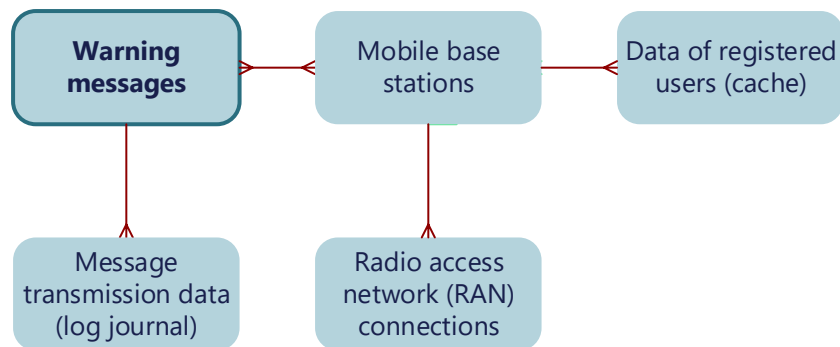 Warning
messages
Mobile base
stations
Data of registered
users (cache)
Message
transmission data
(log journal)
Radio access
network (RAN)
connections